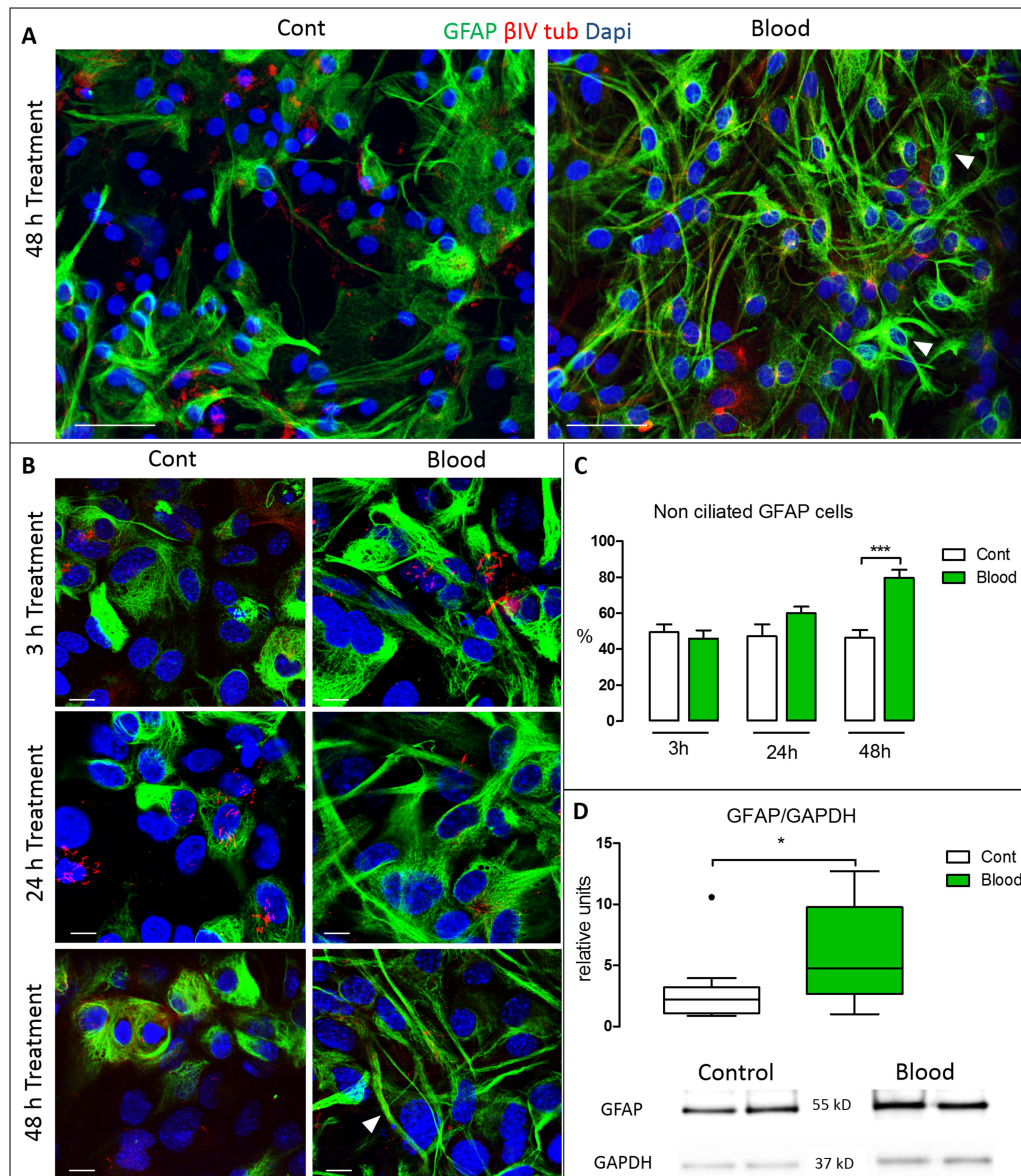 A
Cont
GFAP βIV tub Dapi
Blood
48 h Treatment
B
Cont
Blood
3 h Treatment
24 h Treatment
48 h Treatment
C
Non ciliated GFAP cells
100
80
60
40
20
0
%
***
Cont
Blood
3h
24h
48h
D
GFAP/GAPDH
15
10
5
0
relative units
*
Cont
Blood
Control
Blood
GFAP
55 kD
GAPDH
37 kD